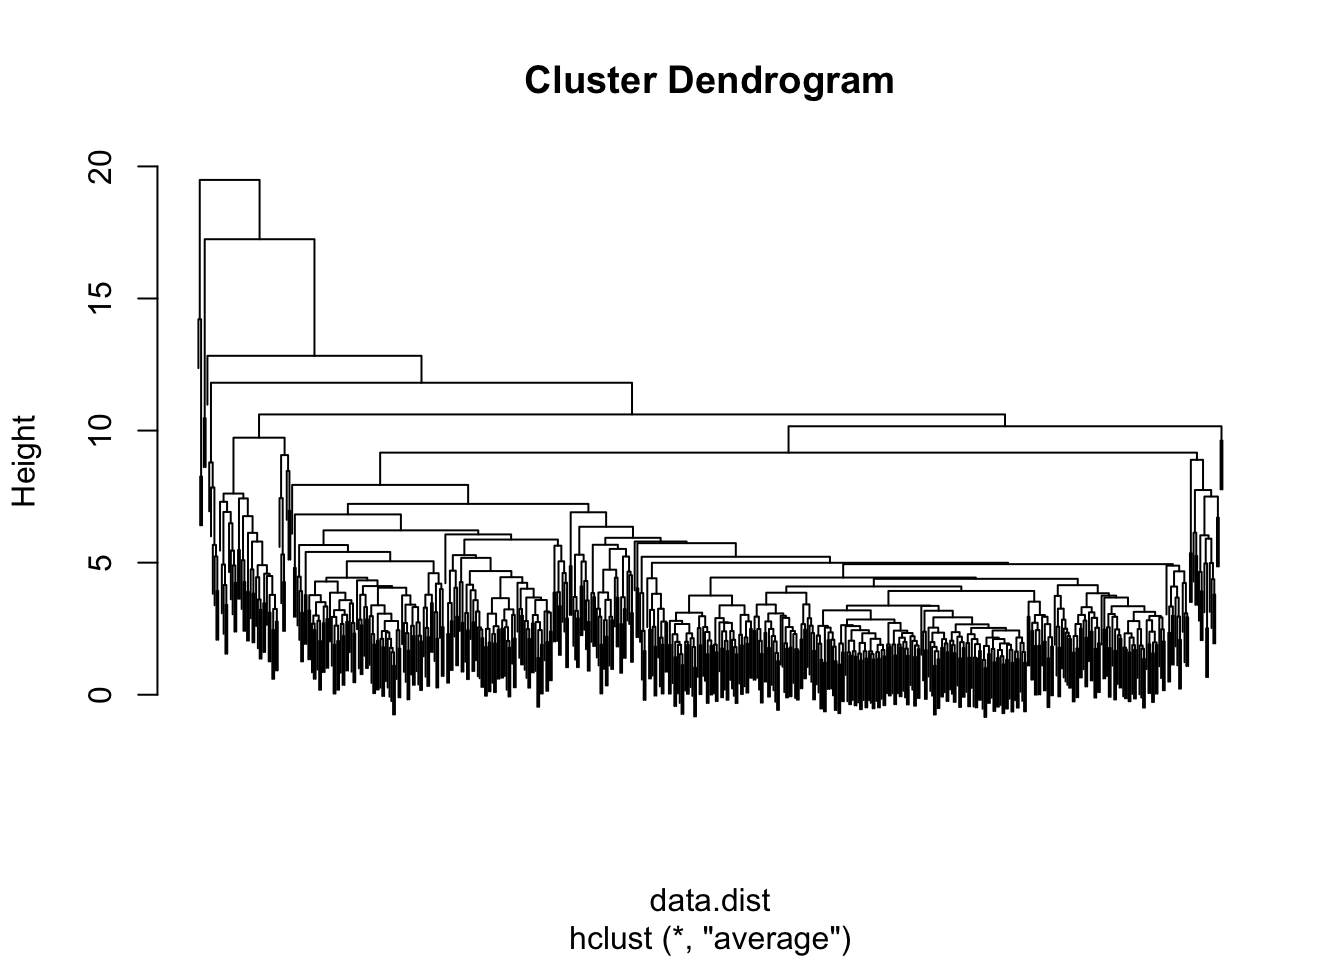 Cluster Dendrogram
Height
20
15
10
5
0
data.dist
hclust (*, "average")